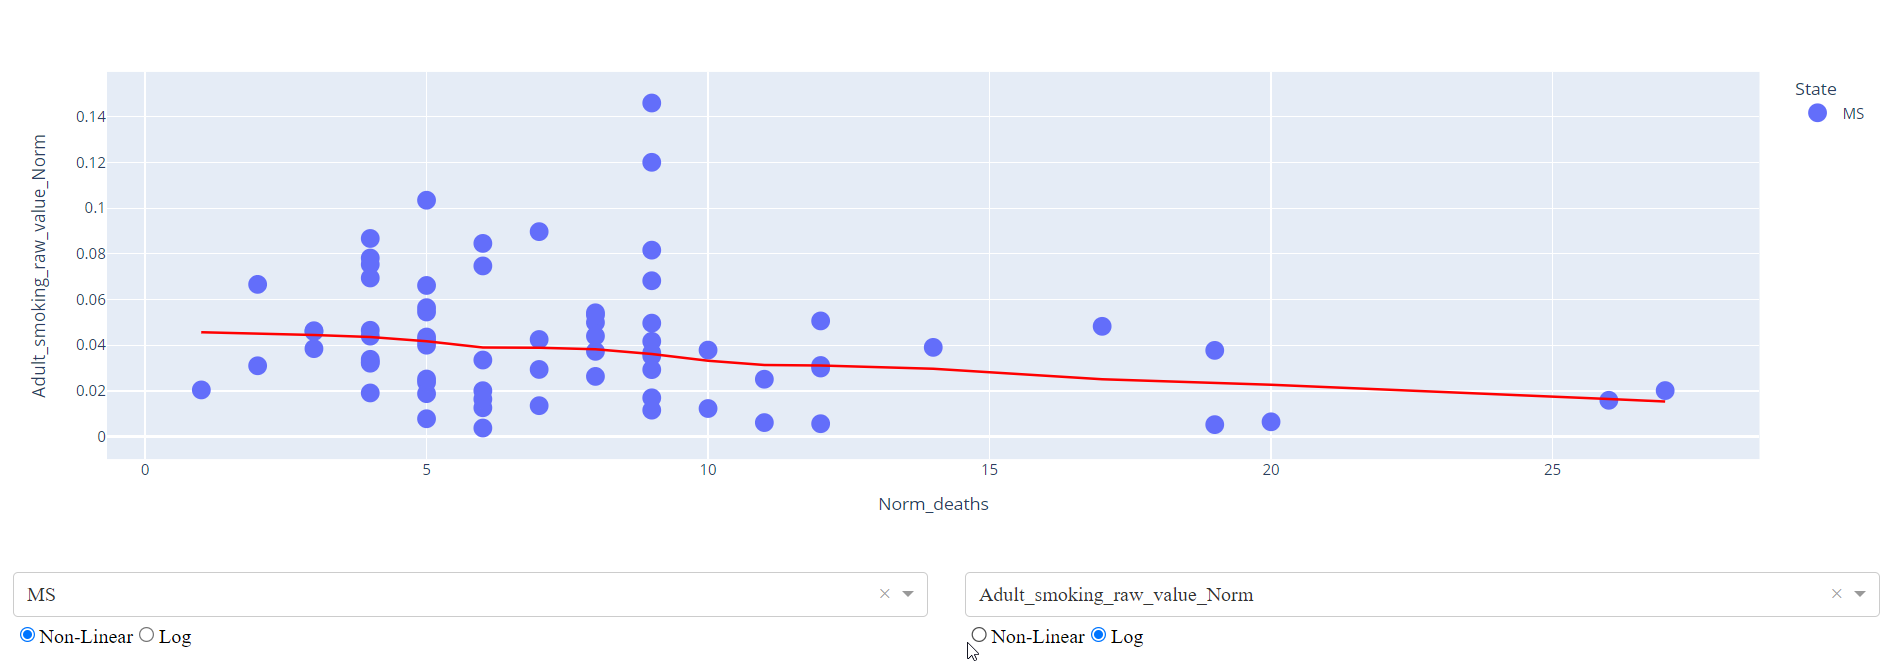 State
MS
0.14
0.12
0.1
0.08
0.06
0.04
0.02
0
Adult_smoking_raw_value_Norm
0 5 10 15 20 25
Norm_deaths
MS × Adult_smoking_raw_value_Norm ×
Non-Linear Log Non-Linear Log